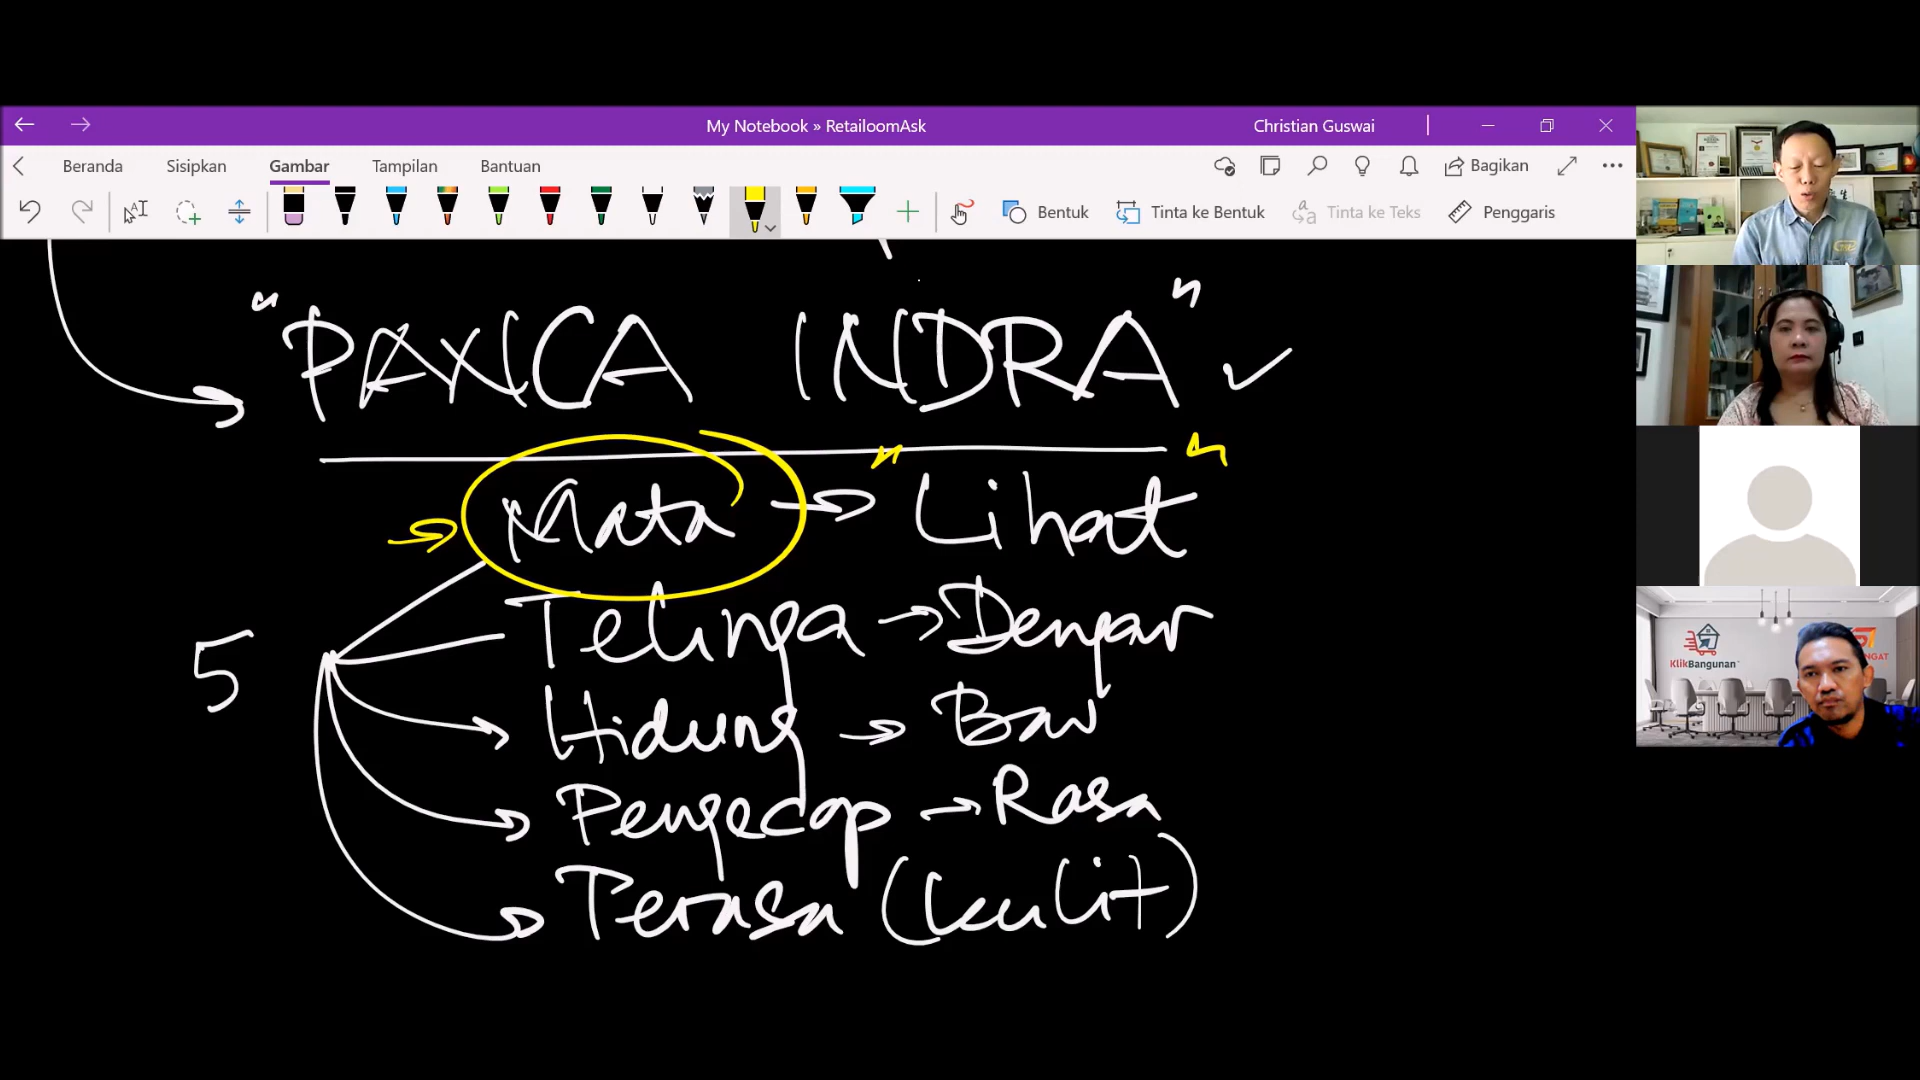 My Notebook » RetailoomAsk
Christian Guswai
Beranda Sisipkan Gambar Tampilan Bantuan Bagikan
Bentuk Tinta ke Bentuk Tinta ke Teks Penggaris
"PANCA INDRA" ✓
Mata → "Lihat"
Telinga → Dengar
5
Hidung → Bau
Pengecap → Rasa
Perasa (kulit)
KlikBangunan